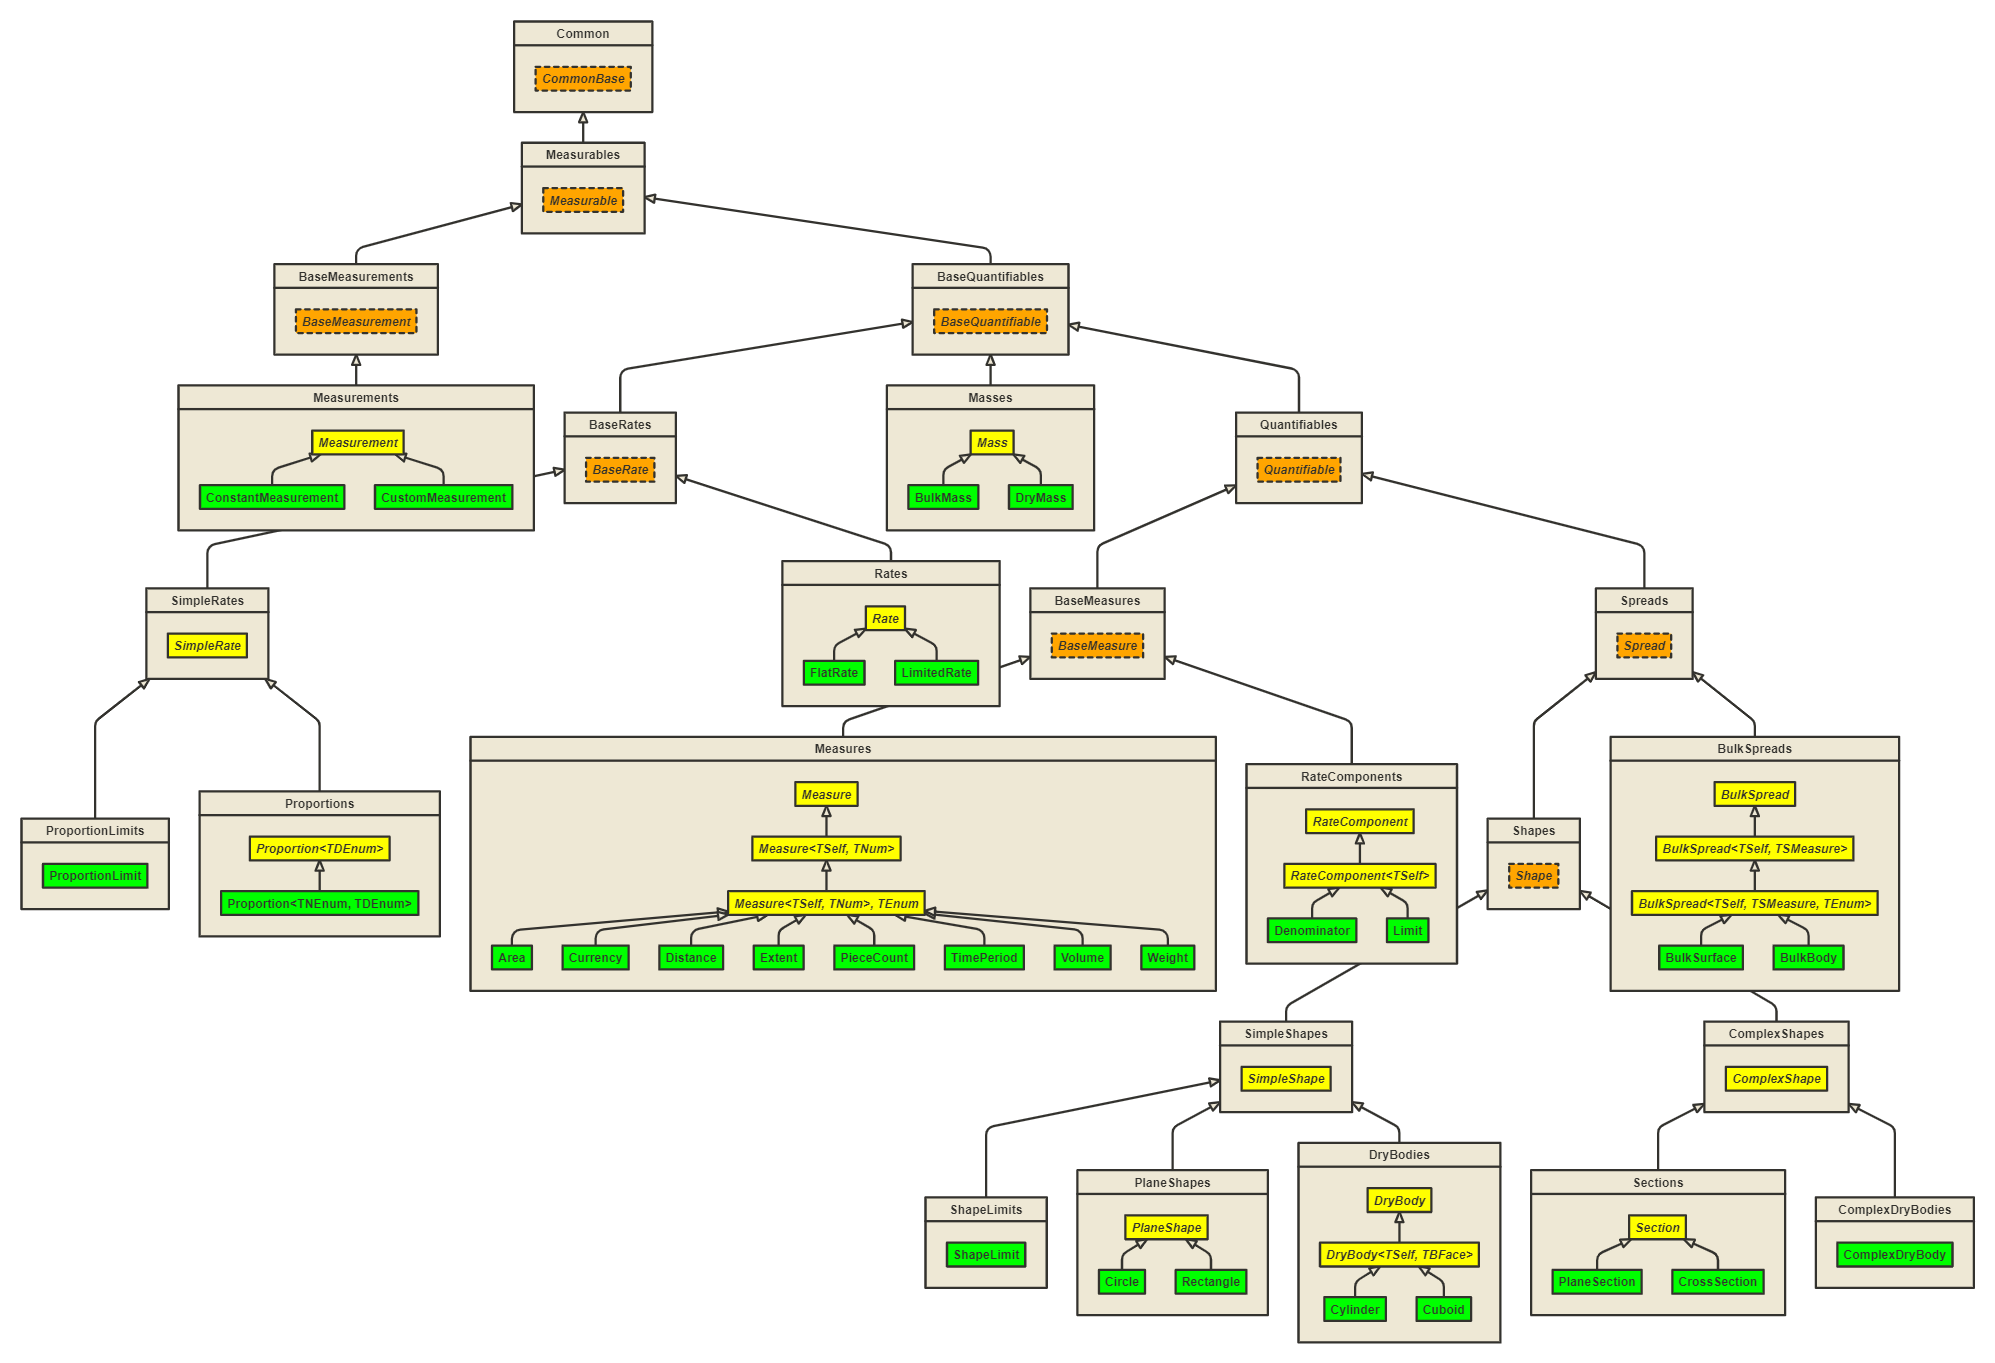 Common
CommonBase
Measurables
Measurable
BaseMeasurements
BaseMeasurement
BaseQuantifiables
BaseQuantifiable
Measurements
Measurement
ConstantMeasurement
CustomMeasurement
BaseRates
BaseRate
Masses
Mass
BulkMass
DryMass
Quantifiables
Quantifiable
SimpleRates
SimpleRate
Rates
Rate
FlatRate
LimitedRate
BaseMeasures
BaseMeasure
Spreads
Spread
ProportionLimits
ProportionLimit
Proportions
Proportion<TDEnum>
Proportion<TNEnum, TDEnum>
Measures
Measure
Measure<TSelf, TNum>
Measure<TSelf, TNum>, TEnum
Area
Currency
Distance
Extent
PieceCount
TimePeriod
Volume
Weight
RateComponents
RateComponent
RateComponent<TSelf>
Denominator
Limit
Shapes
Shape
BulkSpreads
BulkSpread
BulkSpread<TSelf, TSMeasure>
BulkSpread<TSelf, TSMeasure, TEnum>
BulkSurface
BulkBody
SimpleShapes
SimpleShape
ComplexShapes
ComplexShape
ShapeLimits
ShapeLimit
PlaneShapes
PlaneShape
Circle
Rectangle
DryBodies
DryBody
DryBody<TSelf, TBFace>
Cylinder
Cuboid
Sections
Section
PlaneSection
CrossSection
ComplexDryBodies
ComplexDryBody